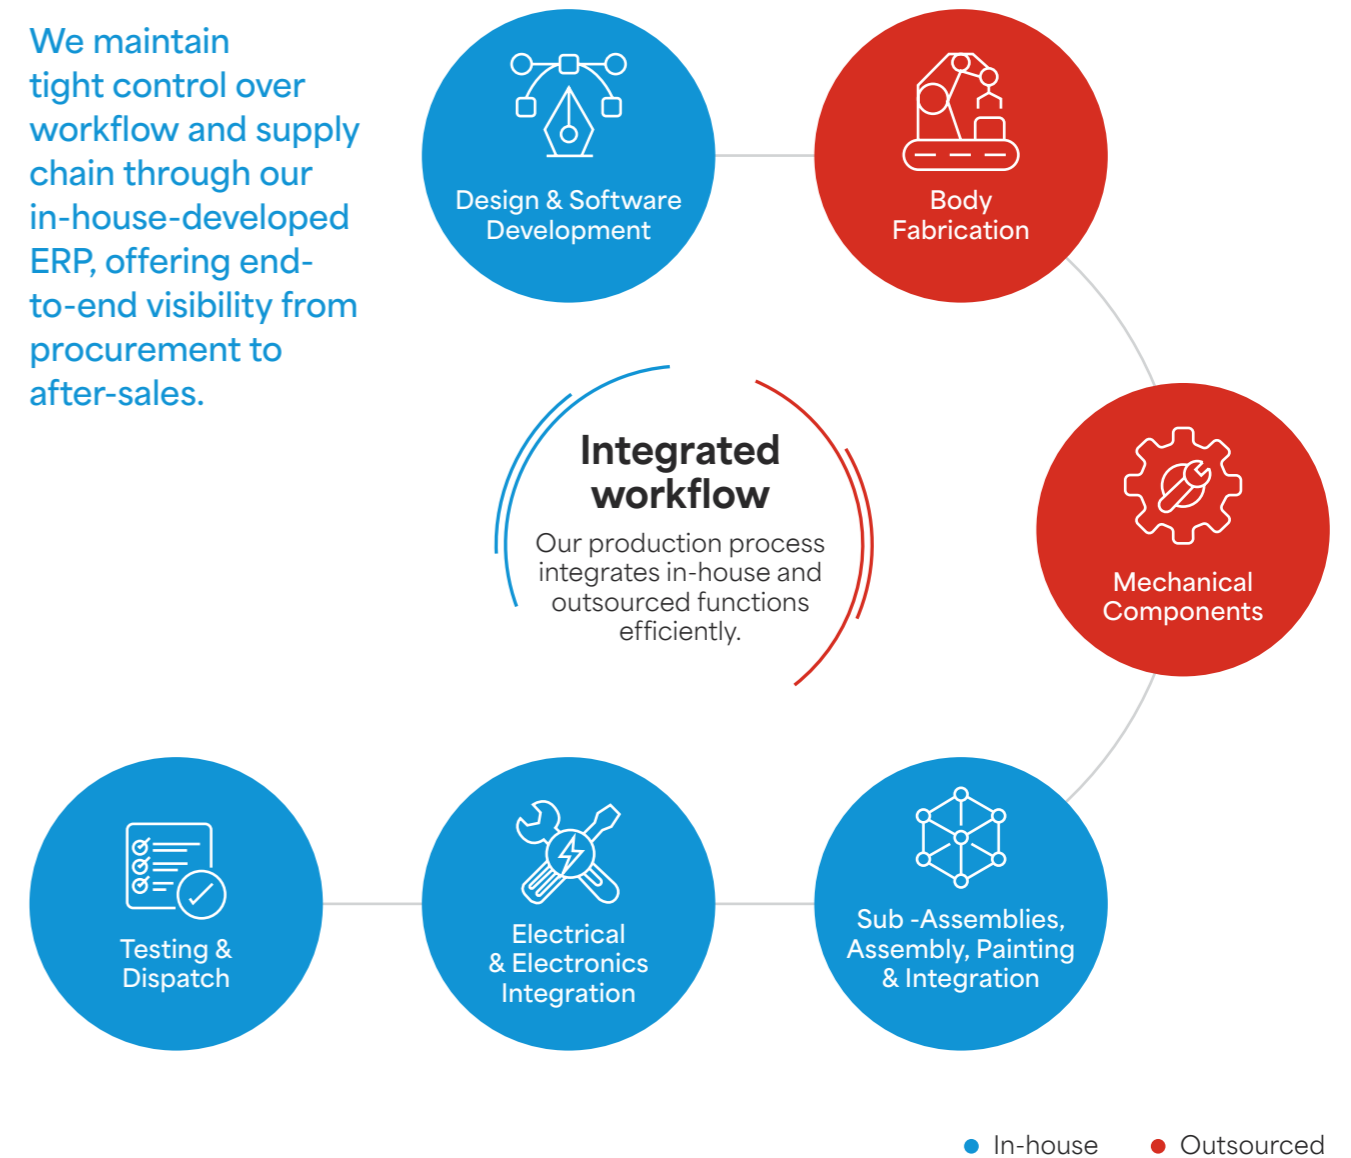 We maintain
tight control over
workflow and supply
chain through our
in-house-developed
ERP, offering end-
to-end visibility from
procurement to
after-sales.
Design & Software
Development
Body
Fabrication
Mechanical
Components
Integrated
workflow
Our production process
integrates in-house and
outsourced functions
efficiently.
Sub -Assemblies,
Assembly, Painting
& Integration
Electrical
& Electronics
Integration
Testing &
Dispatch
In-house
Outsourced